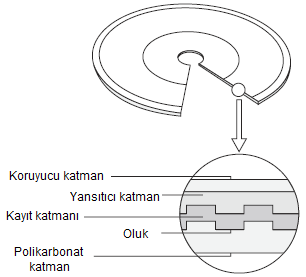 Koruyucu katman
Yansıtıcı katman
Kayıt katmanı
Oluk
Polikarbonat
katman